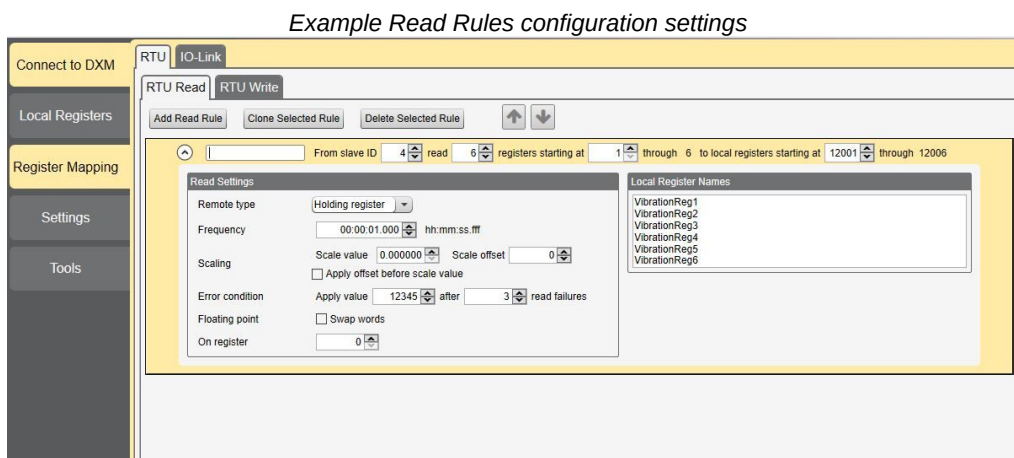 Example Read Rules configuration settings
Connect to DXM
Local Registers
Register Mapping
Settings
Tools
RTU IO-Link
RTU Read RTU Write
Add Read Rule Clone Selected Rule Delete Selected Rule
From slave ID 4 read 6 registers starting at 1 through 6 to local registers starting at 12001 through 12006
Read Settings
Remote type Holding register
Frequency 00:00:01.000 hh:mm:ss.fff
Scaling Scale value 0.000000 Scale offset 0
Apply offset before scale value
Error condition Apply value 12345 after 3 read failures
Floating point Swap words
On register 0
Local Register Names
VibrationReg1
VibrationReg2
VibrationReg3
VibrationReg4
VibrationReg5
VibrationReg6